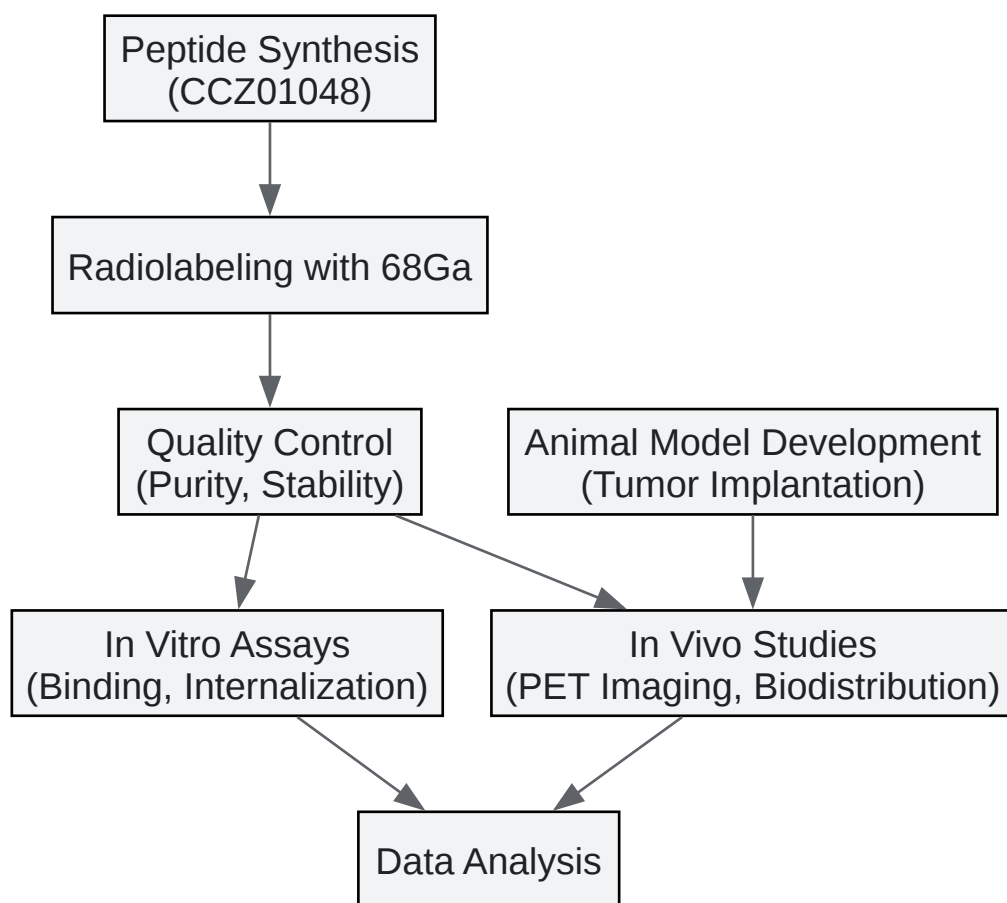 Peptide Synthesis
(CCZ01048)
Radiolabeling with 68Ga
Quality Control
(Purity, Stability)
Animal Model Development
(Tumor Implantation)
In Vitro Assays
(Binding, Internalization)
In Vivo Studies
(PET Imaging, Biodistribution)
Data Analysis